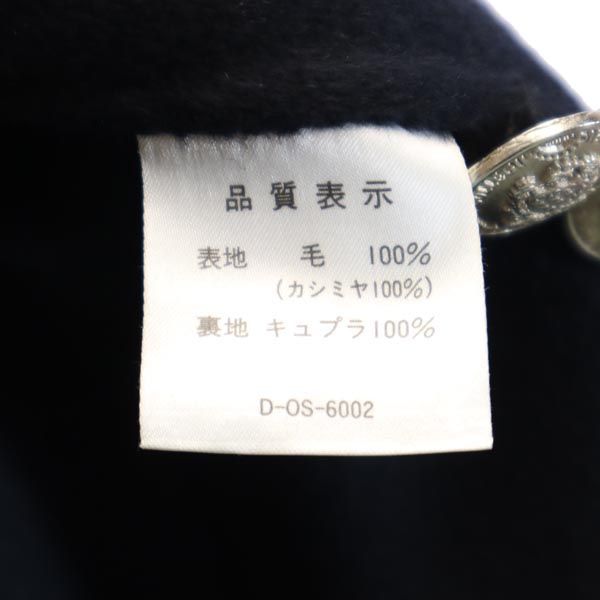 品質表示
表地 毛 100%
(カシミヤ100%)
裏地 キュプラ100%
D-OS-6002